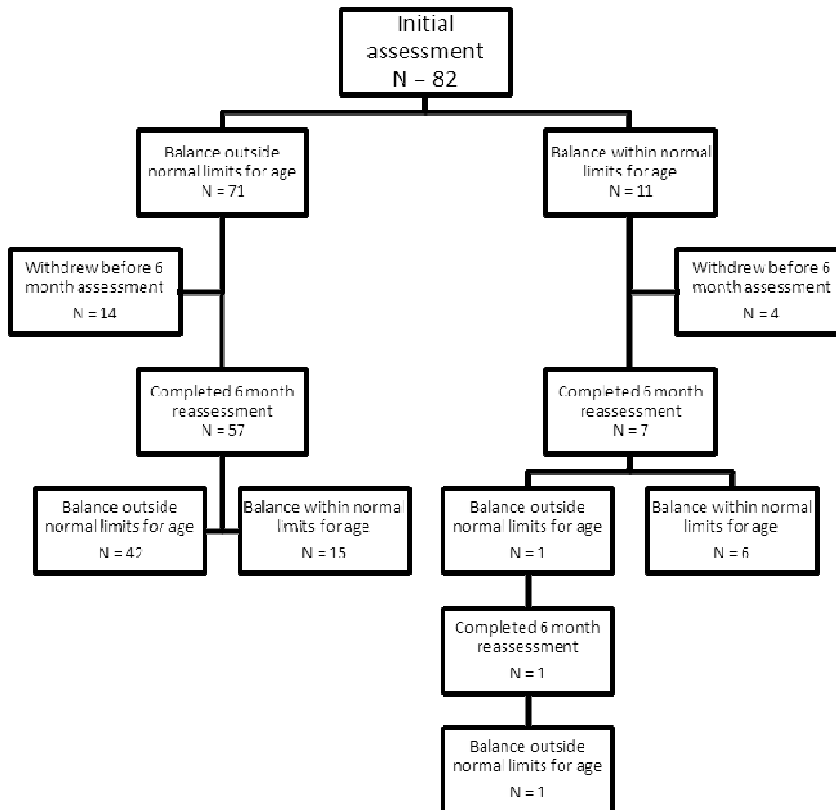 Initial
assessment
N – 82
Balance outside
normal limits for age
N = 71
Balance within normal
limits for age
N = 11
Withdrew before 6
month assessment
N = 14
Withdrew before 6
month assessment
N = 4
Completed 6 month
reassessment
N = 57
Completed 6 month
reassessment
N = 7
Balance outside
normal limits for age
N = 42
Balance within normal
limits for age
N = 15
Balance outside
normal limits for age
N = 1
Balance within normal
limits for age
N = 6
Completed 6 month
reassessment
N = 1
Balance outside
normal limits for age
N = 1